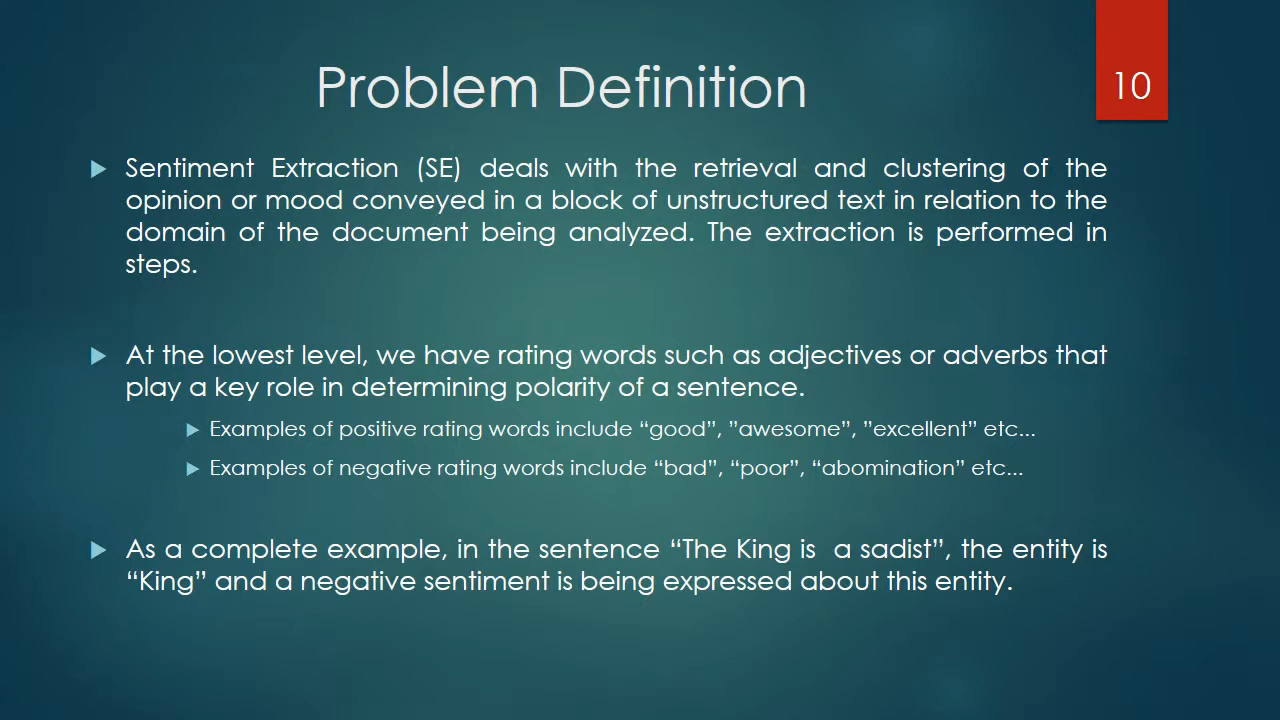 Problem Definition
10
Sentiment Extraction (SE) deals with the retrieval and clustering of the
opinion or mood conveyed in a block of unstructured text in relation to the
domain of the document being analyzed. The extraction is performed in
steps.
At the lowest level, we have rating words such as adjectives or adverbs that
play a key role in determining polarity of a sentence.
Examples of positive rating words include “good”, ”awesome”, ”excellent” etc...
Examples of negative rating words include “bad”, “poor”, “abomination” etc...
As a complete example, in the sentence “The King is  a sadist”, the entity is
“King” and a negative sentiment is being expressed about this entity.